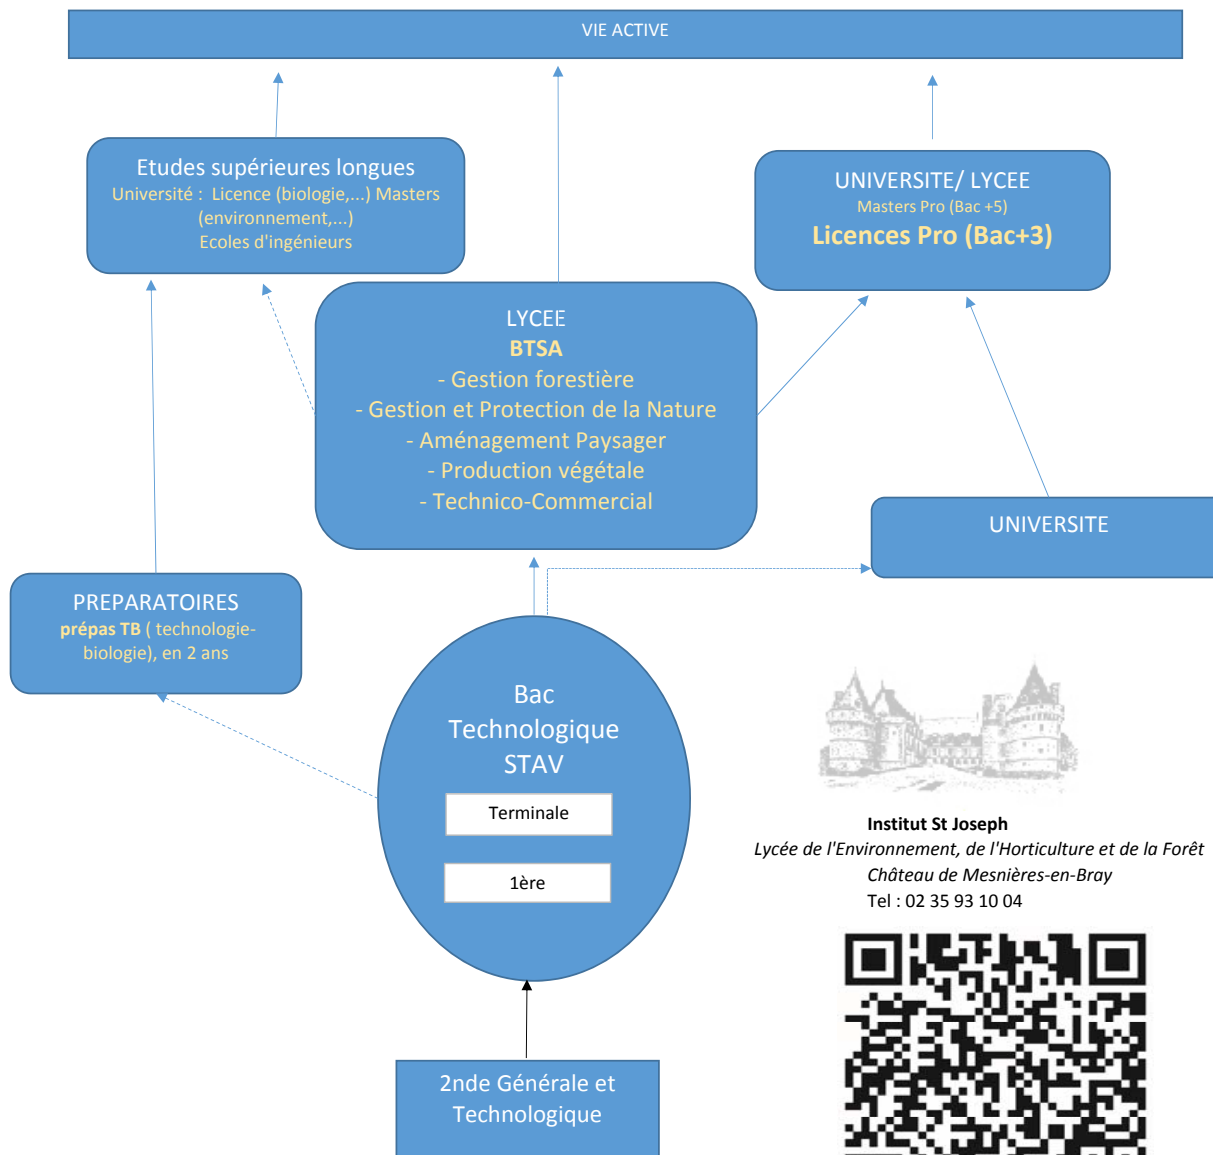 VIE ACTIVE
Etudes supérieures longues
Université :  Licence (biologie,...) Masters
(environnement,...)
Ecoles d'ingénieurs
UNIVERSITE/ LYCEE
Masters Pro (Bac +5)
Licences Pro (Bac+3)
LYCEE
BTSA
- Gestion forestière
- Gestion et Protection de la Nature
- Aménagement Paysager
- Production végétale
- Technico-Commercial
UNIVERSITE
PREPARATOIRES
prépas TB ( technologie-
biologie), en 2 ans
Bac
Technologique
STAV
Terminale
1ère
Institut St Joseph
Lycée de l'Environnement, de l'Horticulture et de la Forêt
Château de Mesnières-en-Bray
Tel : 02 35 93 10 04
2nde Générale et
Technologique